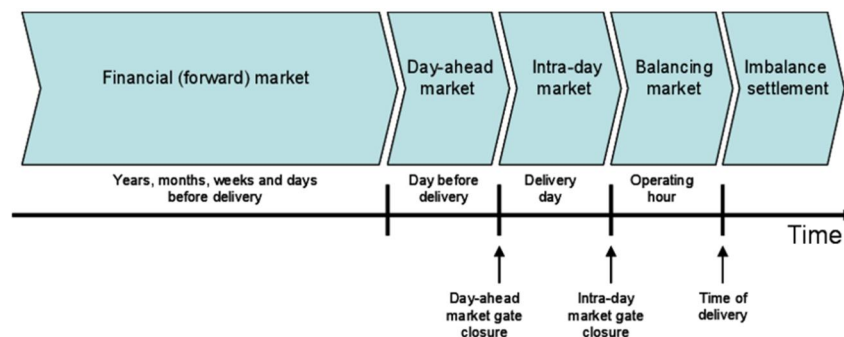 Financial (forward) market
Day-ahead
market
Intra-day
market
Balancing
market
Imbalance
settlement
Years, months, weeks and days
before delivery
Day before
delivery
Delivery
day
Operating
hour
Time
Day-ahead
market gate
closure
Intra-day
market gate
closure
Time of
delivery